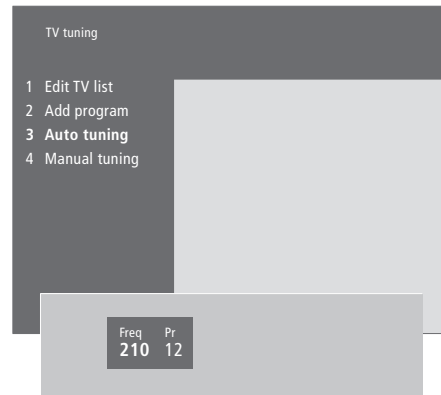 TV tuning
1 Edit TV list
2 Add program
3 Auto tuning
4 Manual tuning
Freq Pr
210 12